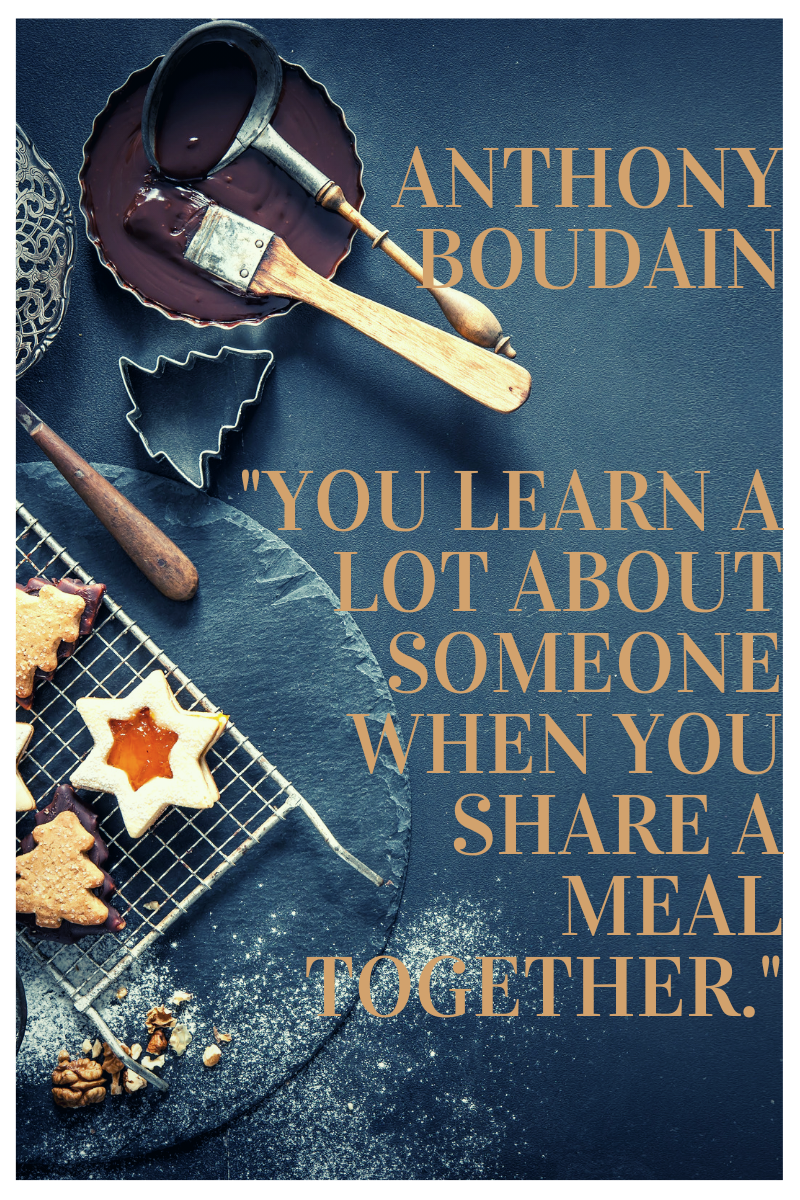 ANTHONY
BOUDAIN
"YOU LEARN A
LOT ABOUT
SOMEONE
WHEN YOU
SHARE A
MEAL
TOGETHER."